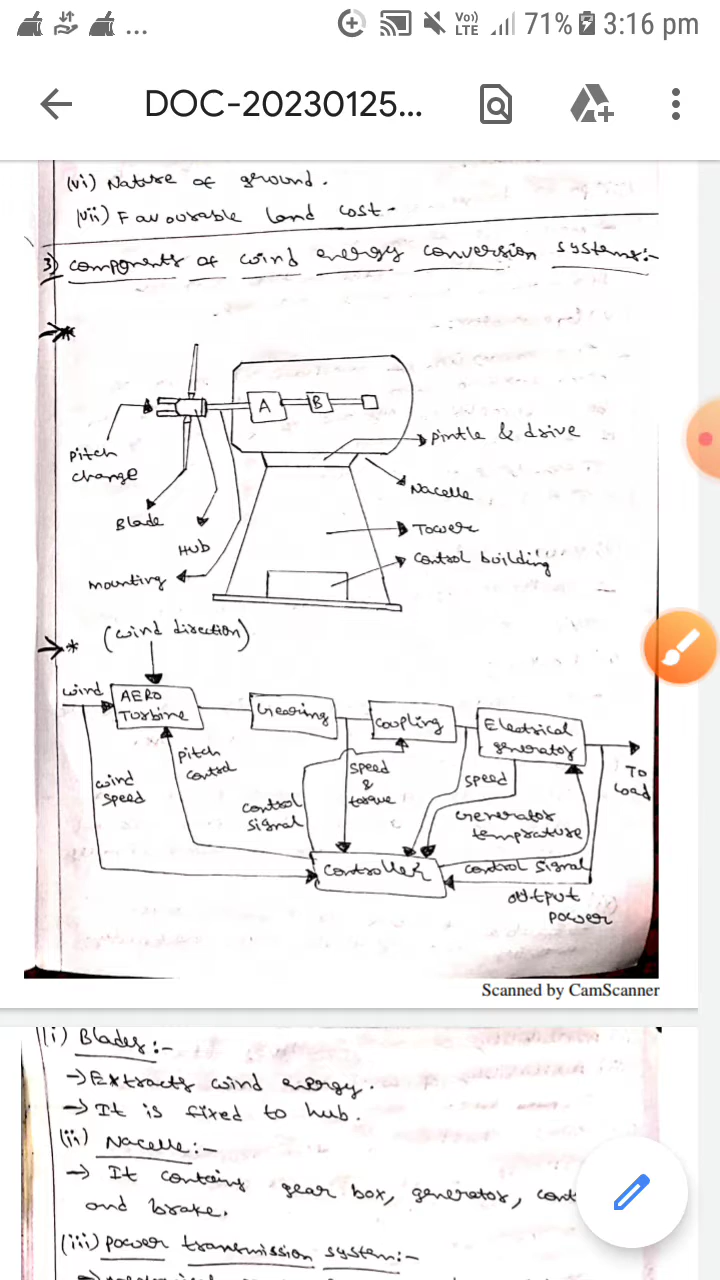 Vo))
LTE
71%
3:16 pm
DOC-20230125...
(vi) Nature of ground.
(vii) Favourable land cost-
3) components of wind energy conversion systems:-
A
B
Pitch
change
Blade
HUB
mounting
pintle & drive
Nacelle
Tower
control building
(wind direction)
wind
AERO
Turbine
Gearing
coupling
Electrical
generator
To
Load
pitch
control
wind
speed
control
signal
speed
&
torque
speed
Generator
temprature
controller
control signal
output
power
Scanned by CamScanner
(i) Blades:-
→Extracts wind energy.
→It is fixed to hub.
(ii) Nacelle:-
→ It contains gear box, generator, cont
and brake.
(iii) power transmission system:-